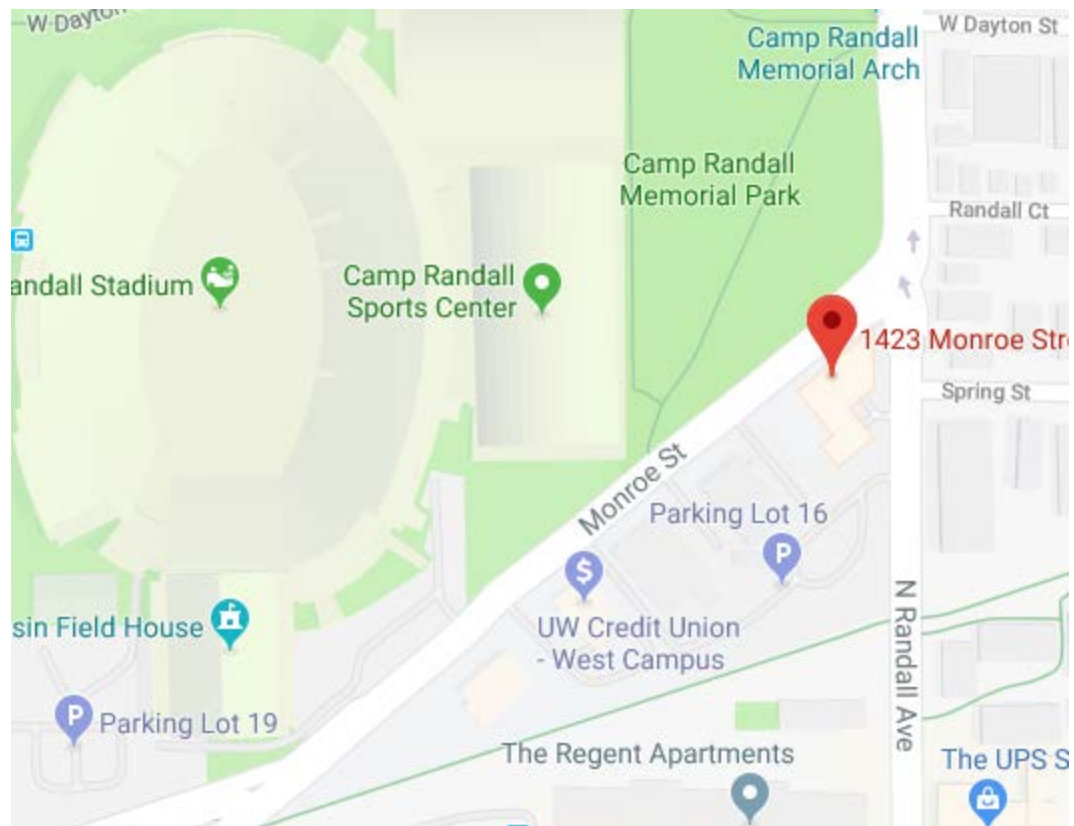 W Dayton
W Dayton St
Camp Randall
Memorial Arch
Camp Randall
Memorial Park
Randall Ct
andall Stadium
Camp Randall
Sports Center
1423 Monroe Stre
Spring St
Monroe St
Parking Lot 16
P
$
N Randall Ave
sin Field House
UW Credit Union
- West Campus
P
Parking Lot 19
The Regent Apartments
The UPS S